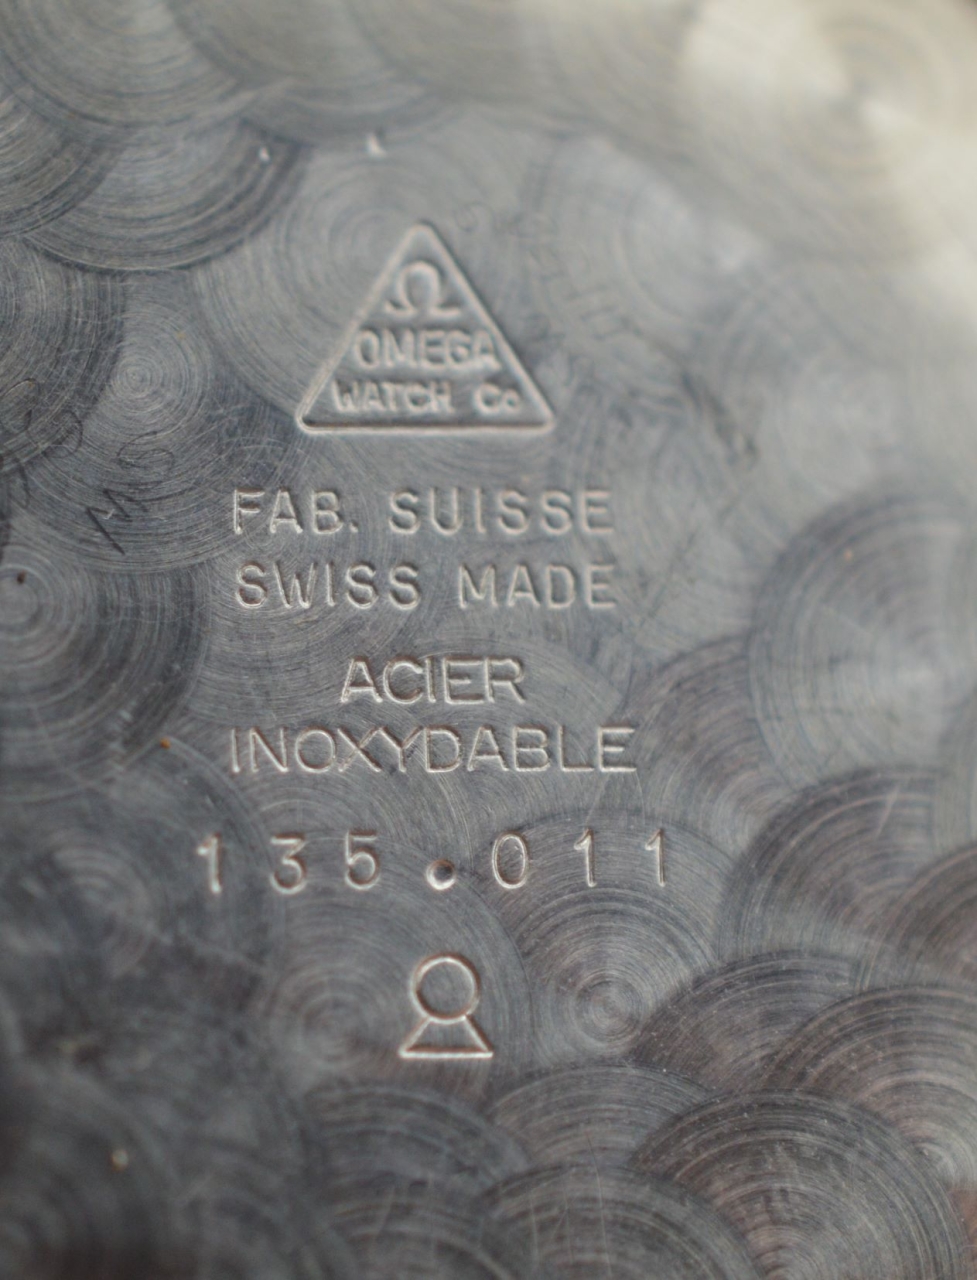 Ω
OMEGA
WATCH Co
FAB. SUISSE
SWISS MADE
ACIER
INOXYDABLE
135.011